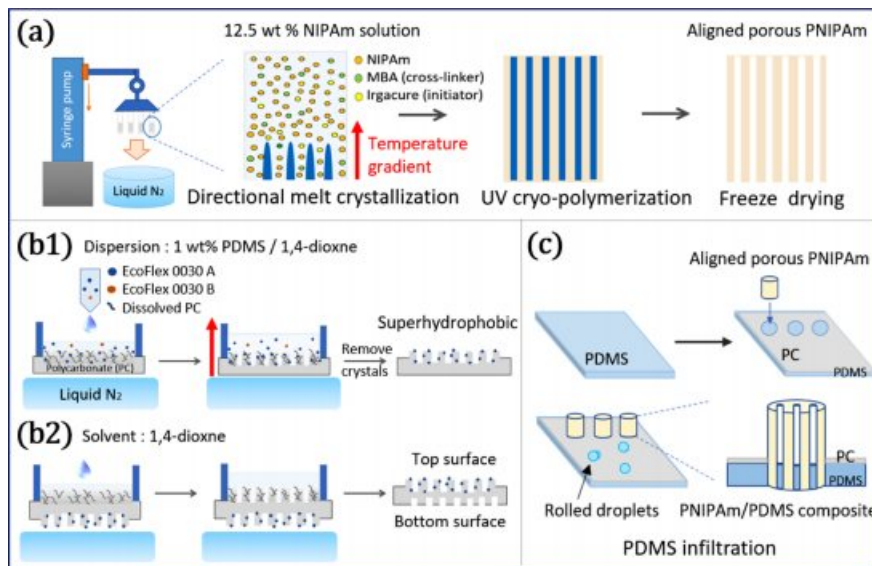 (a)
12.5 wt % NIPAm solution
Aligned porous PNIPAm
Syringe pump
NIPAm
MBA (cross-linker)
Irgacure (initiator)
Temperature
gradient
Liquid N2
Directional melt crystallization
UV cryo-polymerization
Freeze drying
(b1)
Dispersion : 1 wt% PDMS / 1,4-dioxne
EcoFlex 0030 A
EcoFlex 0030 B
Dissolved PC
Polycarbonate (PC)
Liquid N2
Remove
crystals
Superhydrophobic
(b2)
Solvent : 1,4-dioxne
Top surface
Bottom surface
(c)
Aligned porous PNIPAm
PDMS
PC
PDMS
PC
PDMS
Rolled droplets
PNIPAm/PDMS composite
PDMS infiltration